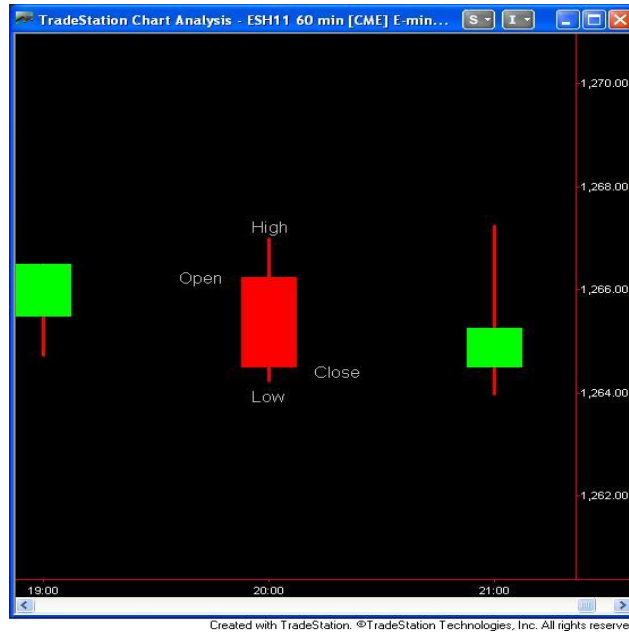 TradeStation Chart Analysis - ESH11 60 min [CME] E-min...
S
I
1,270.00
1,268.00
High
Open
1,266.00
Close
1,264.00
Low
1,262.00
19:00 20:00 21:00
Created with TradeStation. ©TradeStation Technologies, Inc. All rights reserve